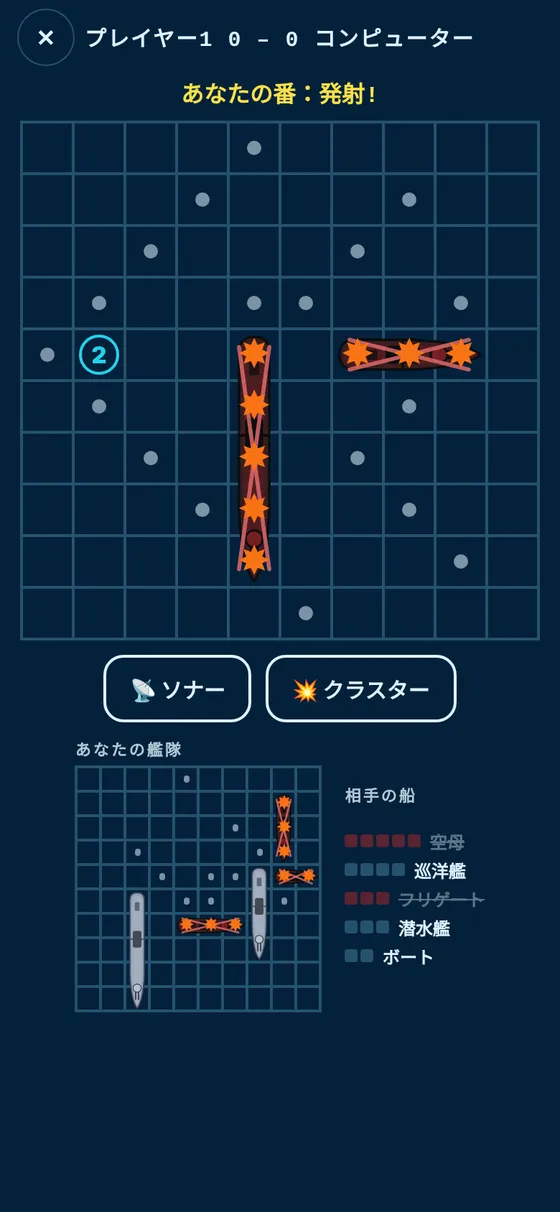 × プレイヤー1 0 – 0 コンピューター
あなたの番：発射!
2
📡 ソナー
💥 クラスター
あなたの艦隊
相手の船
空母
巡洋艦
フリゲート
潜水艦
ボート